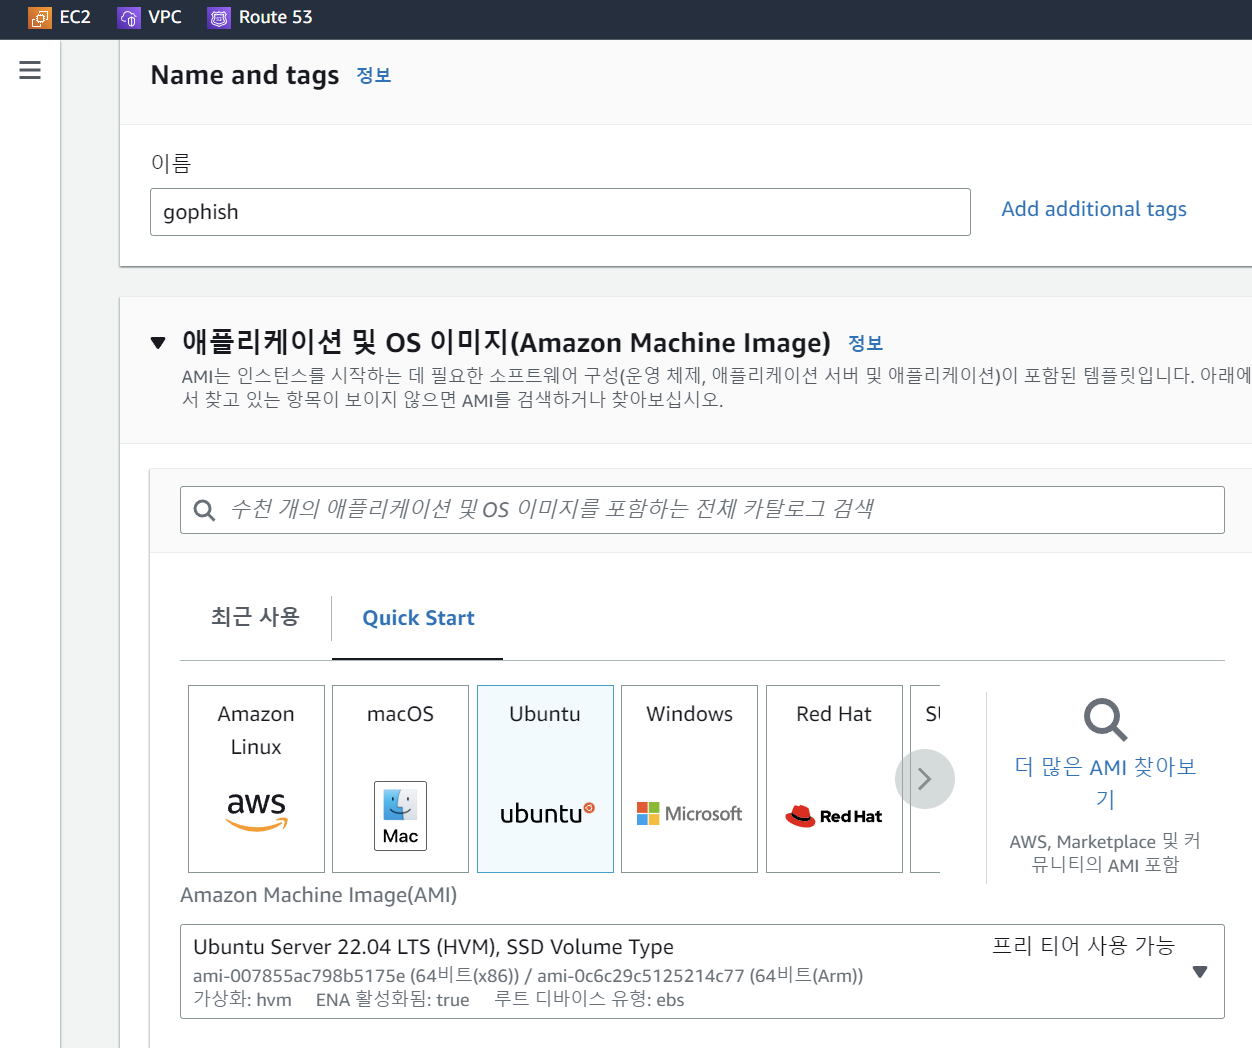 EC2 VPC Route 53
Name and tags 정보
이름
gophish
Add additional tags
애플리케이션 및 OS 이미지(Amazon Machine Image) 정보
AMI는 인스턴스를 시작하는 데 필요한 소프트웨어 구성(운영 체제, 애플리케이션 서버 및 애플리케이션)이 포함된 템플릿입니다. 아래에
서 찾고 있는 항목이 보이지 않으면 AMI를 검색하거나 찾아보십시오.
수천 개의 애플리케이션 및 OS 이미지를 포함하는 전체 카탈로그 검색
최근 사용
Quick Start
Amazon
Linux
aws
macOS
Mac
Ubuntu
ubuntu
Windows
Microsoft
Red Hat
Red Hat
더 많은 AMI 찾아보
기
AWS, Marketplace 및 커
뮤니티의 AMI 포함
Amazon Machine Image(AMI)
Ubuntu Server 22.04 LTS (HVM), SSD Volume Type
프리 티어 사용 가능
ami-007855ac798b5175e (64비트(x86)) / ami-0c6c29c5125214c77 (64비트(Arm))
가상화: hvm ENA 활성화됨: true 루트 디바이스 유형: ebs